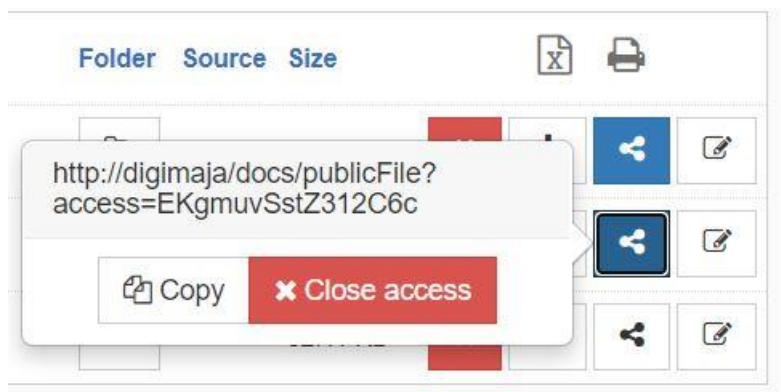 Folder Source Size
X
http://digimaja/docs/publicFile?
access=EKgmuvSstZ312C6c
Copy
Close access